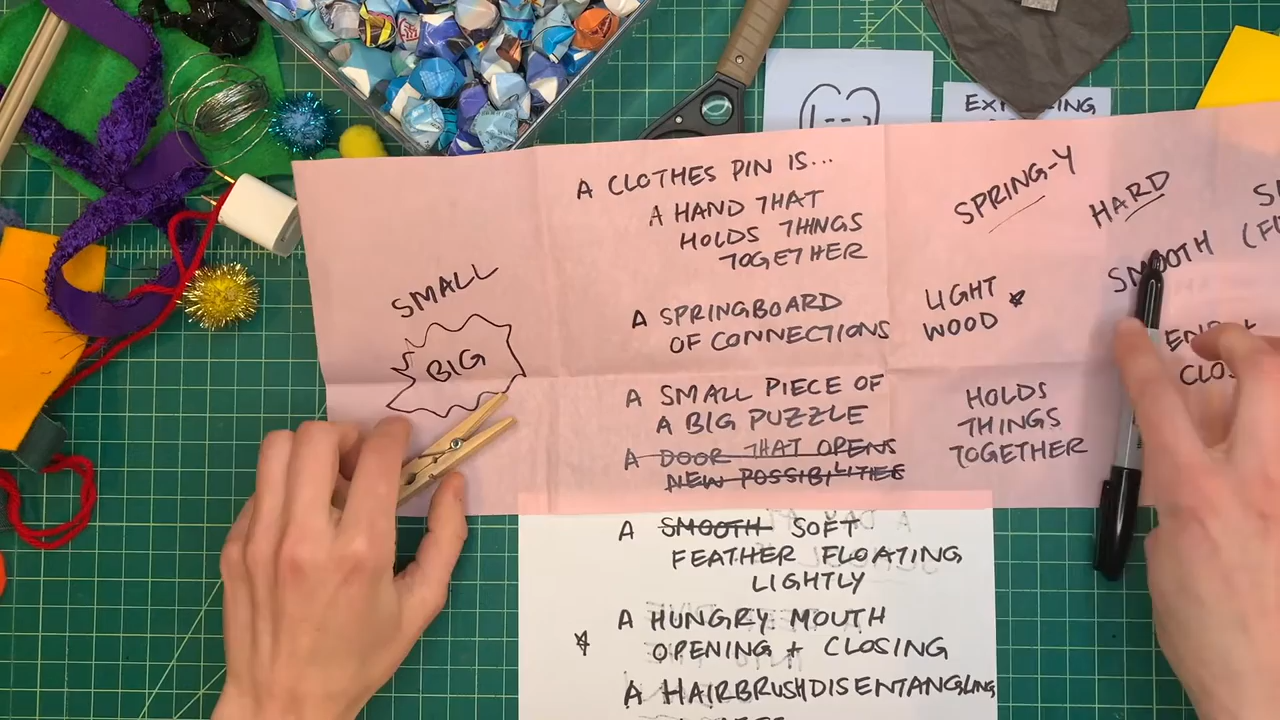 EX
ING
A CLOTHES PIN IS...
A HAND THAT
HOLDS THINGS
TOGETHER
A SPRINGBOARD
OF CONNECTIONS
A SMALL PIECE OF
A BIG PUZZLE
A DOOR THAT OPENS
NEW POSSIBILITIES
A SMOOTH SOFT
FEATHER FLOATING
LIGHTLY
A HUNGRY MOUTH
OPENING + CLOSING
A HAIRBRUSH DISENTANGLING
SMALL
BIG
SPRING-Y
HARD
SMOOTH
LIGHT
WOOD
HOLDS
THINGS
TOGETHER